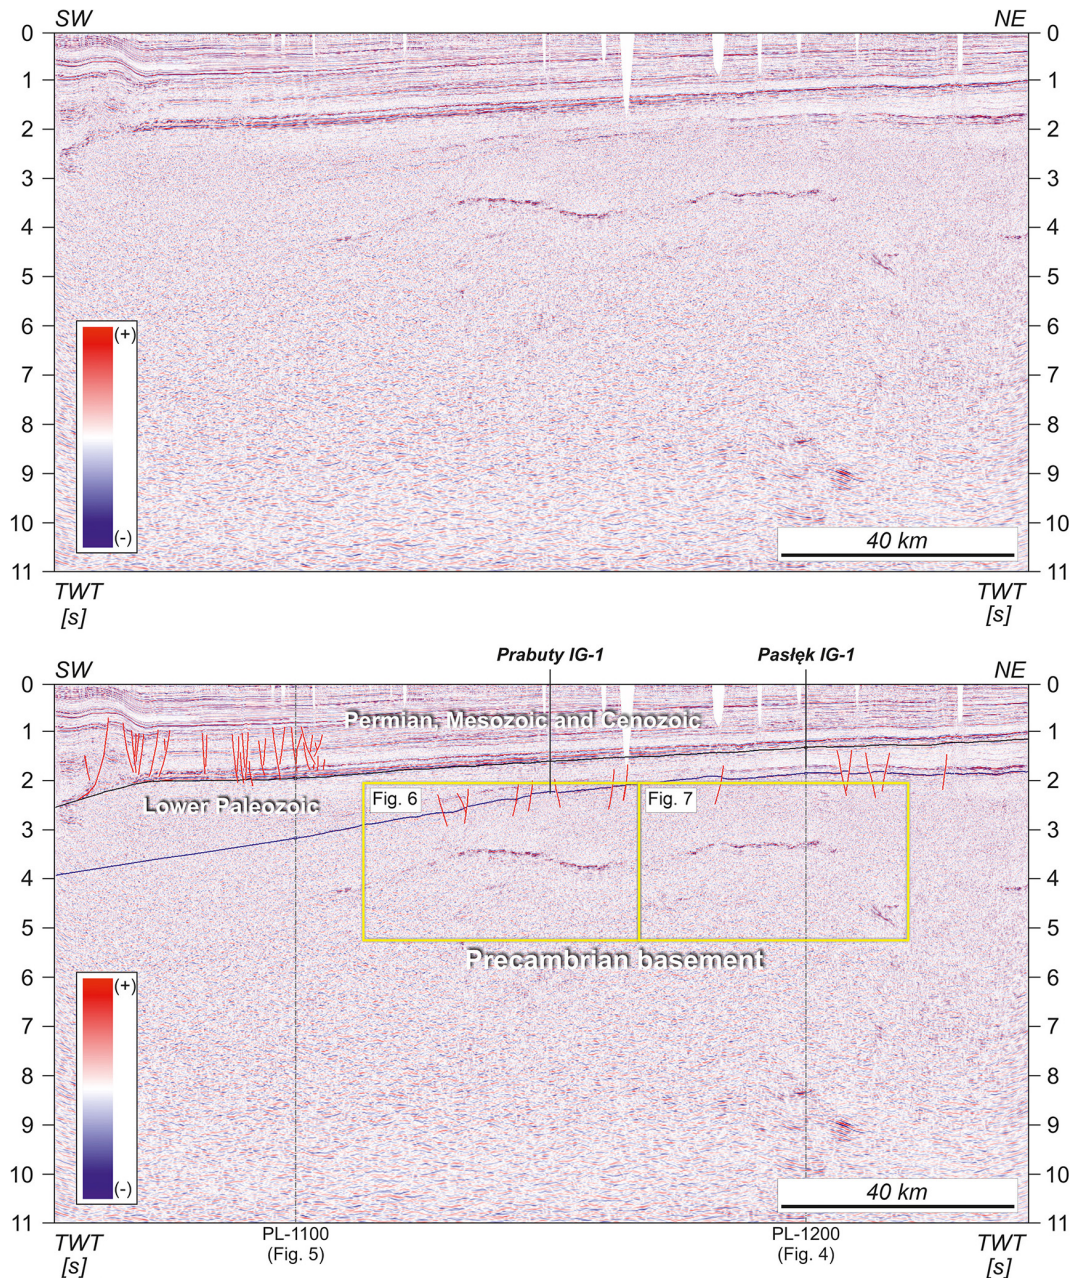 SW NE
0 0
1 1
2 2
3 3
4 4
5 5
6 6
7 7
8 8
9 9
10 10
11 11
(+)
(-)
40 km
TWT TWT
[s] [s]
Prabuty IG-1 Pasłęk IG-1
SW NE
0 0
1 1
2 2
3 3
4 4
5 5
6 6
7 7
8 8
9 9
10 10
11 11
Permian, Mesozoic and Cenozoic
Lower Paleozoic
Fig. 6 Fig. 7
Precambrian basement
(+)
(-)
40 km
TWT PL-1100 PL-1200 TWT
[s] (Fig. 5) (Fig. 4) [s]